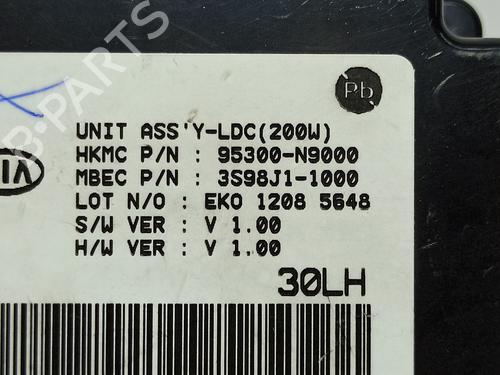 Pb
UNIT ASS'Y-LDC(200W)
HKMC P/N : 95300-N9000
MBEC P/N : 3S98J1-1000
KIA
LOT N/O : EKO 1208 5648
S/W VER : V 1.00
H/W VER : V 1.00
30LH
B-PARTS